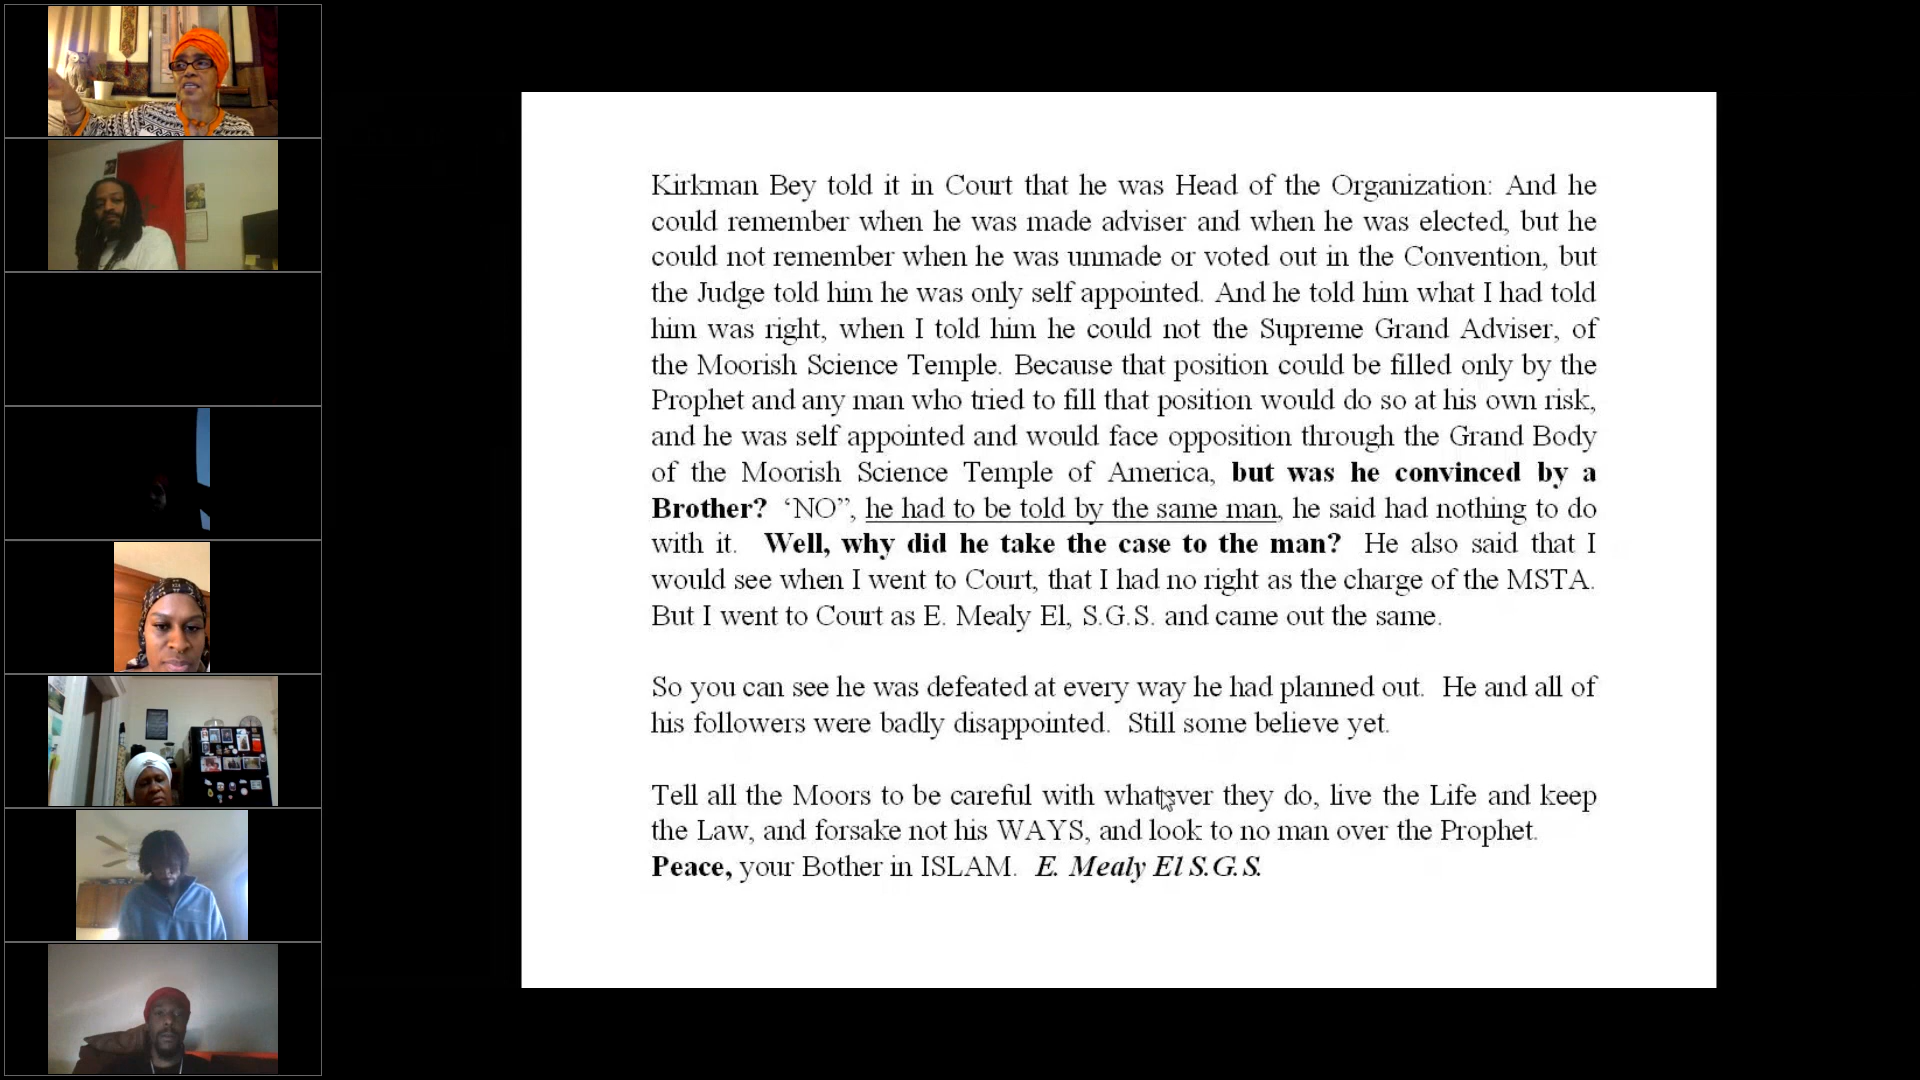 Kirkman Bey told it in Court that he was Head of the Organization: And he
could remember when he was made adviser and when he was elected, but he
could not remember when he was unmade or voted out in the Convention, but
the Judge told him he was only self appointed. And he told him what I had told
him was right, when I told him he could not the Supreme Grand Adviser, of
the Moorish Science Temple. Because that position could be filled only by the
Prophet and any man who tried to fill that position would do so at his own risk,
and he was self appointed and would face opposition through the Grand Body
of the Moorish Science Temple of America, but was he convinced by a
Brother? ‘NO”, he had to be told by the same man, he said had nothing to do
with it. Well, why did he take the case to the man? He also said that I
would see when I went to Court, that I had no right as the charge of the MSTA.
But I went to Court as E. Mealy El, S.G.S. and came out the same.
So you can see he was defeated at every way he had planned out. He and all of
his followers were badly disappointed. Still some believe yet.
Tell all the Moors to be careful with whatever they do, live the Life and keep
the Law, and forsake not his WAYS, and look to no man over the Prophet.
Peace, your Bother in ISLAM. E. Mealy El S.G.S.